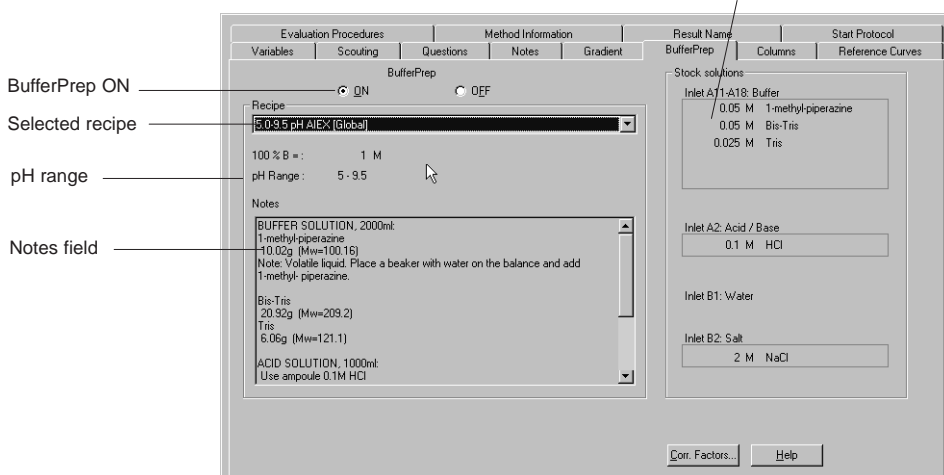 Evaluation Procedures Method Information Result Name Start Protocol
Variables Scouting Questions Notes Gradient BufferPrep Columns Reference Curves
BufferPrep
BufferPrep ON
ON OFF
Recipe
Selected recipe
5.0-9.5 pH AIEX [Global]
100 % B = : 1 M
pH range
pH Range : 5 - 9.5
Notes
Notes field
BUFFER SOLUTION, 2000ml:
1-methyl-piperazine
10.02g (Mw=100.16)
Note: Volatile liquid. Place a beaker with water on the balance and add
1-methyl- piperazine.
Bis-Tris
20.92g (Mw=209.2)
Tris
6.06g (Mw=121.1)
ACID SOLUTION, 1000ml:
Use ampoule 0.1M HCl
Stock solutions
Inlet A11-A18: Buffer
0.05 M 1-methyl-piperazine
0.05 M Bis-Tris
0.025 M Tris
Inlet A2: Acid / Base
0.1 M HCl
Inlet B1: Water
Inlet B2: Salt
2 M NaCl
Corr. Factors... Help